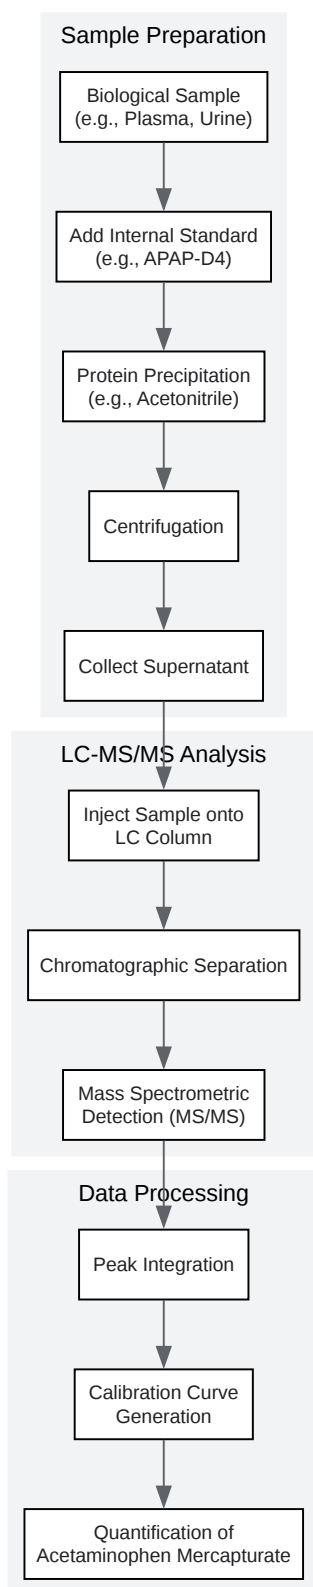 Sample Preparation
Biological Sample
(e.g., Plasma, Urine)
Add Internal Standard
(e.g., APAP-D4)
Protein Precipitation
(e.g., Acetonitrile)
Centrifugation
Collect Supernatant
LC-MS/MS Analysis
Inject Sample onto
LC Column
Chromatographic Separation
Mass Spectrometric
Detection (MS/MS)
Data Processing
Peak Integration
Calibration Curve
Generation
Quantification of
Acetaminophen Mercapturate